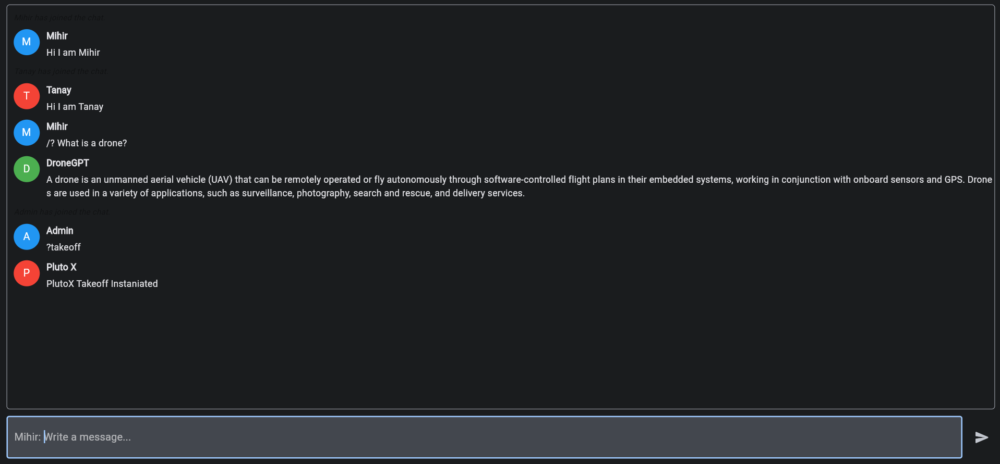 Mihir has joined the chat.
M
Mihir
Hi I am Mihir
Tanay has joined the chat.
T
Tanay
Hi I am Tanay
M
Mihir
/? What is a drone?
D
DroneGPT
A drone is an unmanned aerial vehicle (UAV) that can be remotely operated or fly autonomously through software-controlled flight plans in their embedded systems, working in conjunction with onboard sensors and GPS. Drone
s are used in a variety of applications, such as surveillance, photography, search and rescue, and delivery services.
Admin has joined the chat.
A
Admin
?takeoff
P
Pluto X
PlutoX Takeoff Instaniated
Mihir: Write a message...